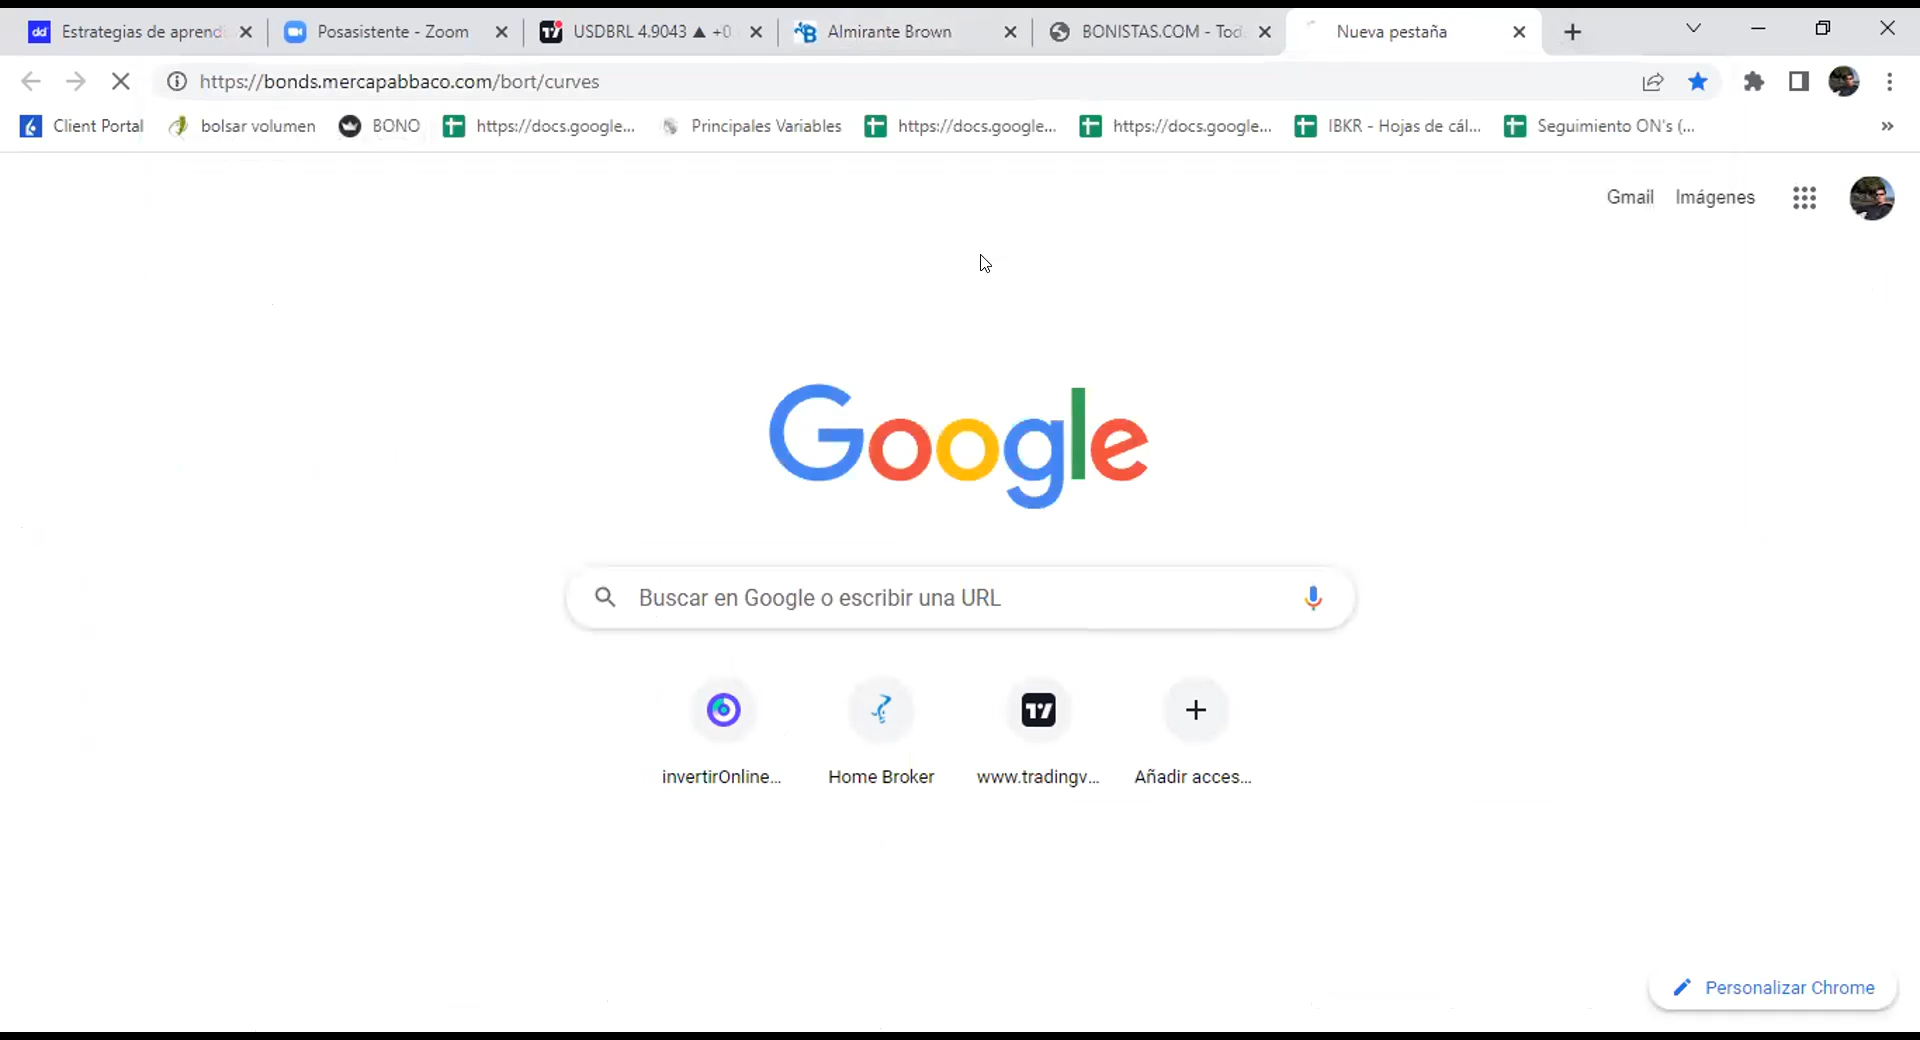 dd Estrategias de aprend
Posasistente - Zoom
USDBRL 4.9043 ▲ +0
Almirante Brown
BONISTAS.COM - Tod
Nueva pestaña
https://bonds.mercapabbaco.com/bort/curves
Client Portal
bolsar volumen
BONO
https://docs.google...
Principales Variables
https://docs.google...
https://docs.google...
IBKR - Hojas de cál...
Seguimiento ON's (...
»
Gmail
Imágenes
Google
Buscar en Google o escribir una URL
invertirOnline...
Home Broker
www.tradingv...
Añadir acces...
Personalizar Chrome